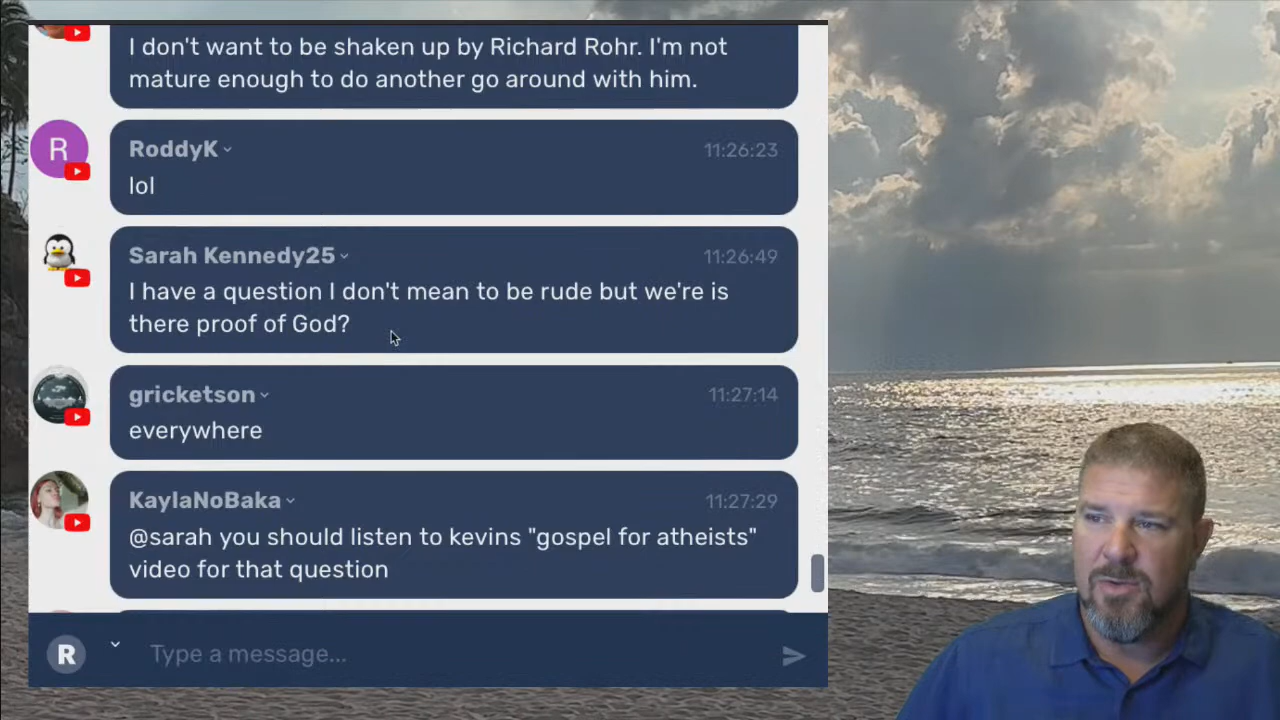 I don't want to be shaken up by Richard Rohr. I'm not
mature enough to do another go around with him.
R
RoddyK
11:26:23
lol
Sarah Kennedy25
11:26:49
I have a question I don't mean to be rude but we're is
there proof of God?
gricketson
11:27:14
everywhere
KaylaNoBaka
11:27:29
@sarah you should listen to kevins "gospel for atheists"
video for that question
R
Type a message...